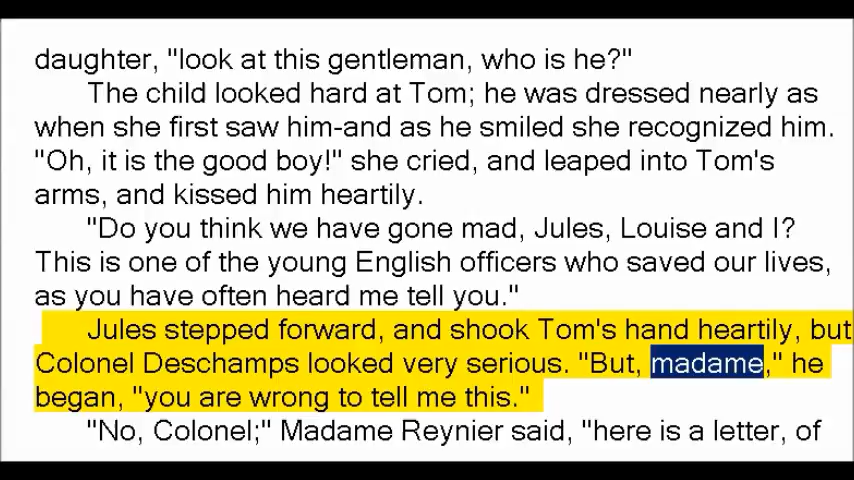 daughter, "look at this gentleman, who is he?"
The child looked hard at Tom; he was dressed nearly as
when she first saw him-and as he smiled she recognized him.
"Oh, it is the good boy!" she cried, and leaped into Tom's
arms, and kissed him heartily.
"Do you think we have gone mad, Jules, Louise and I?
This is one of the young English officers who saved our lives,
as you have often heard me tell you."
Jules stepped forward, and shook Tom's hand heartily, but
Colonel Deschamps looked very serious. "But, madame," he
began, "you are wrong to tell me this."
"No, Colonel;" Madame Reynier said, "here is a letter, of